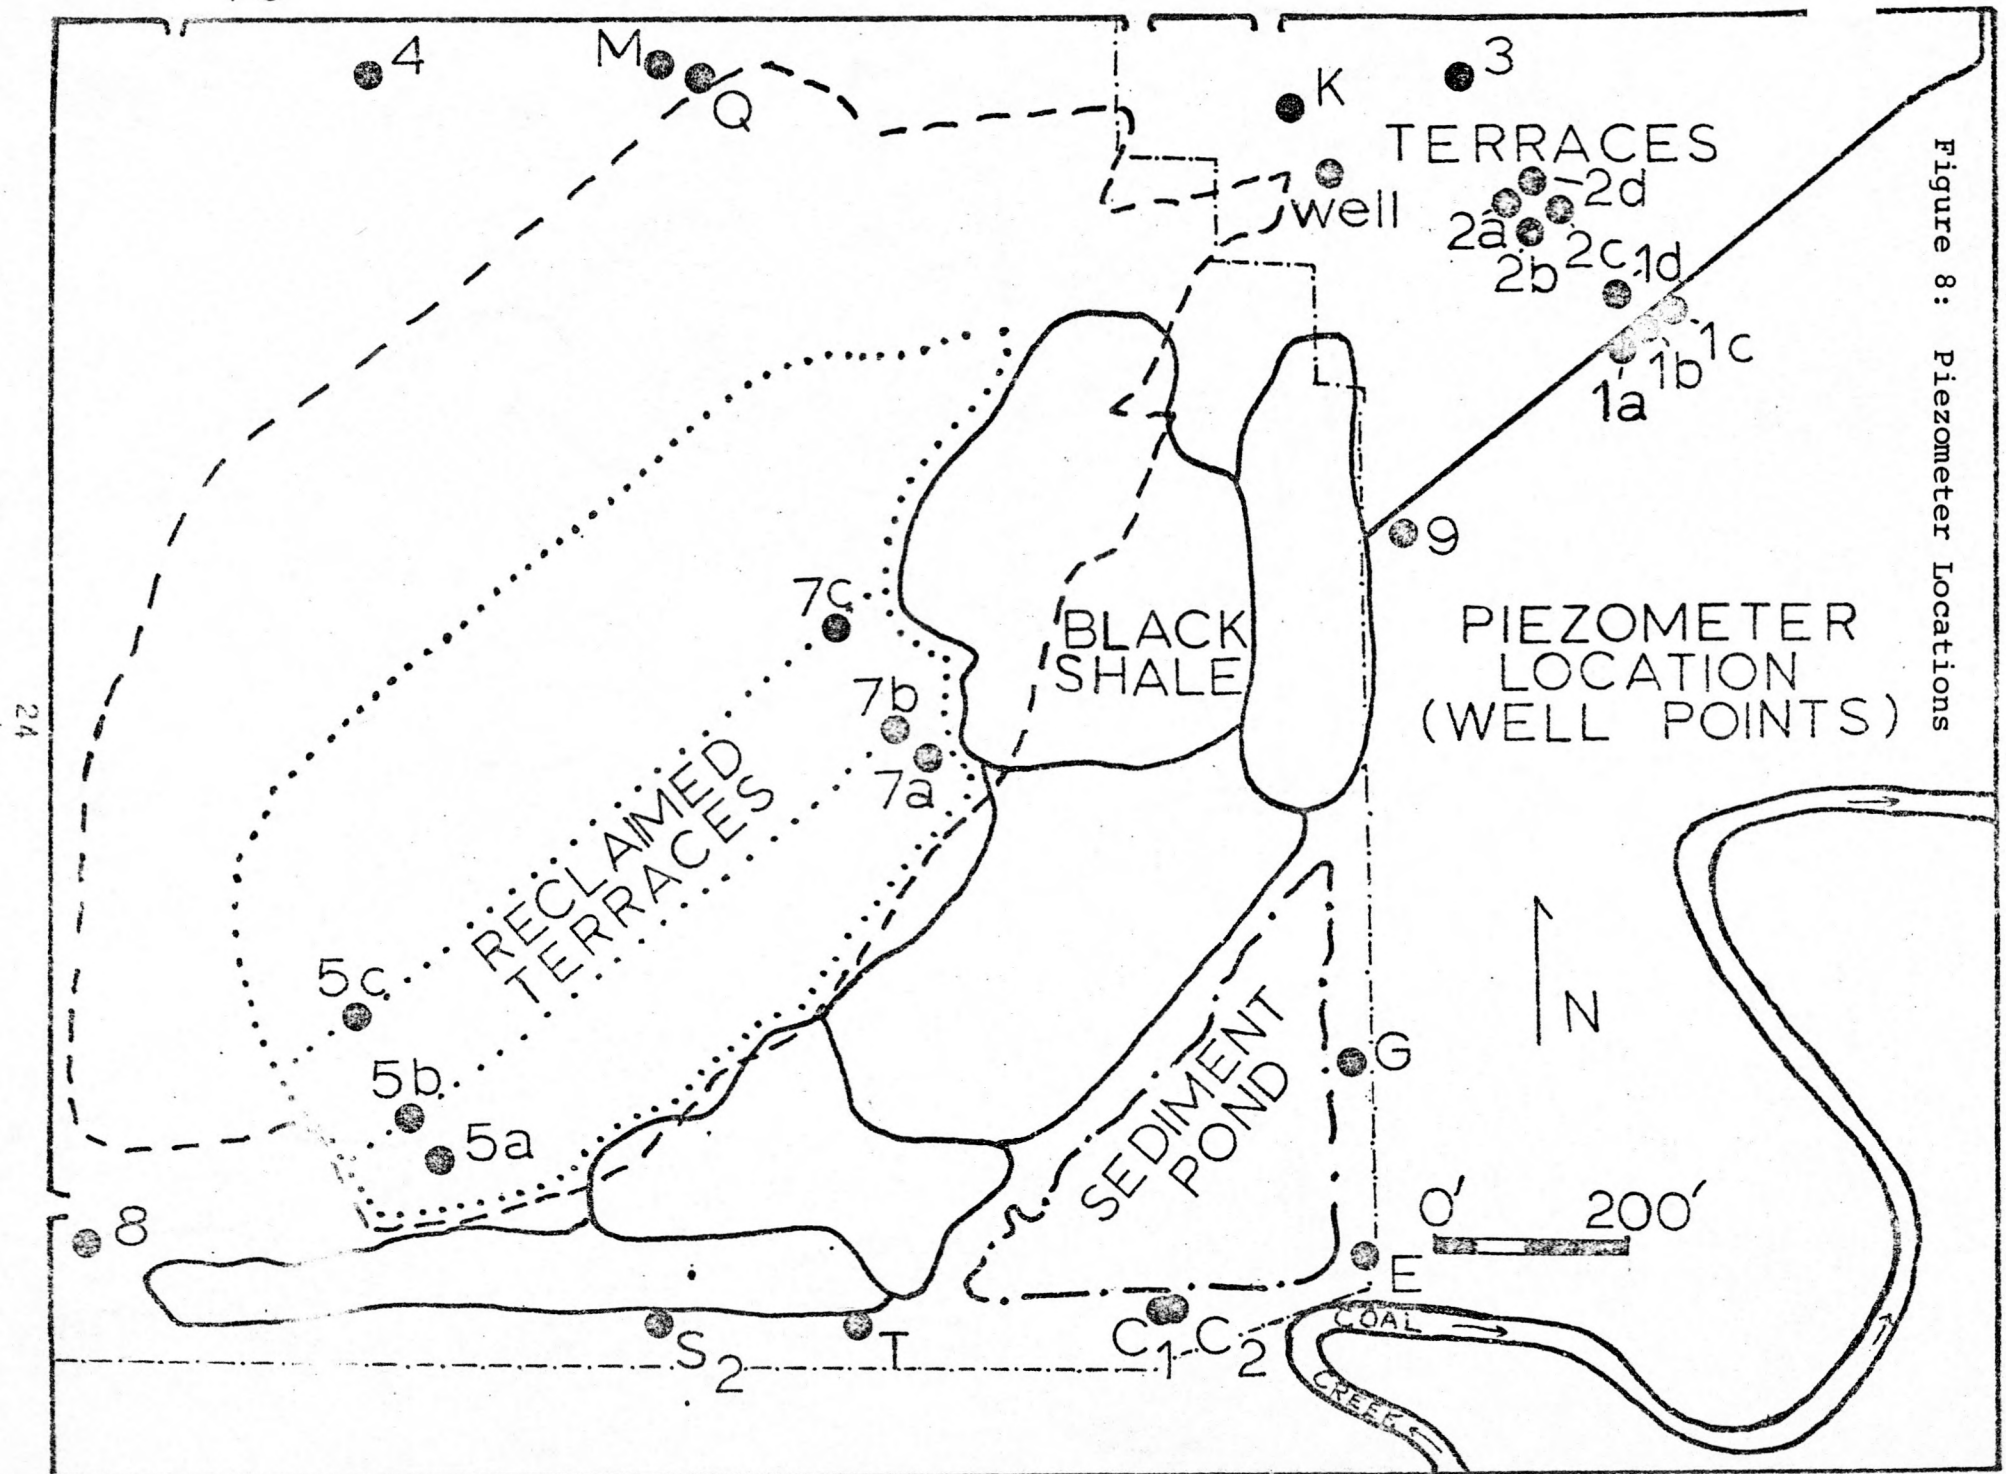 Figure 8: Piezometer Locations
4
M
Q
K
3
TERRACES
well
2d
2a
2b
2c
1d
1c
1b
1a
9
PIEZOMETER
LOCATION
(WELL POINTS)
7c
BLACK
SHALE
7b
7a
RECLAIMED
TERRACES
5c
5b
5a
8
SEDIMENT
POND
G
N
0' 200'
E
S2
T
C1 C2
COAL
CREEK
24